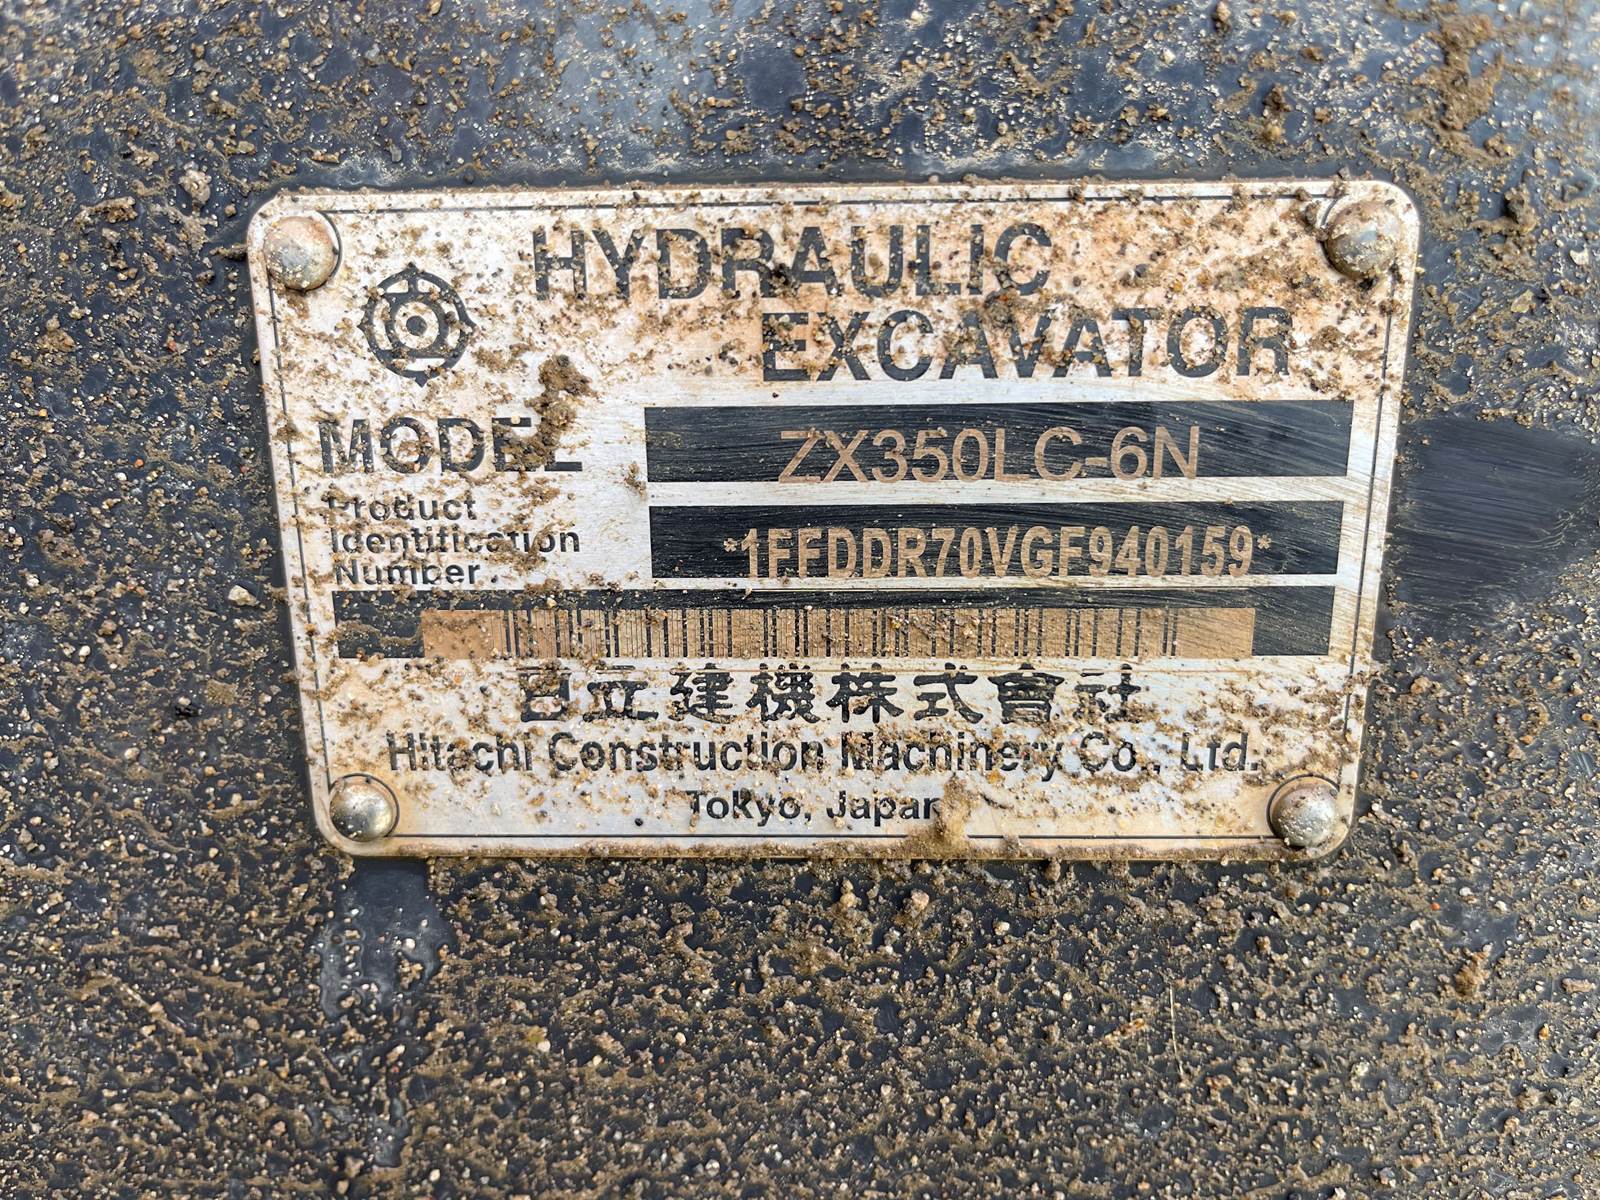 HYDRAULIC
EXCAVATOR
MODEL ZX350LC-6N
Product
Identification
Number. *1FFDDR70VGF940159*
日立建機株式會社
Hitachi Construction Machinery Co., Ltd.
Tokyo, Japan